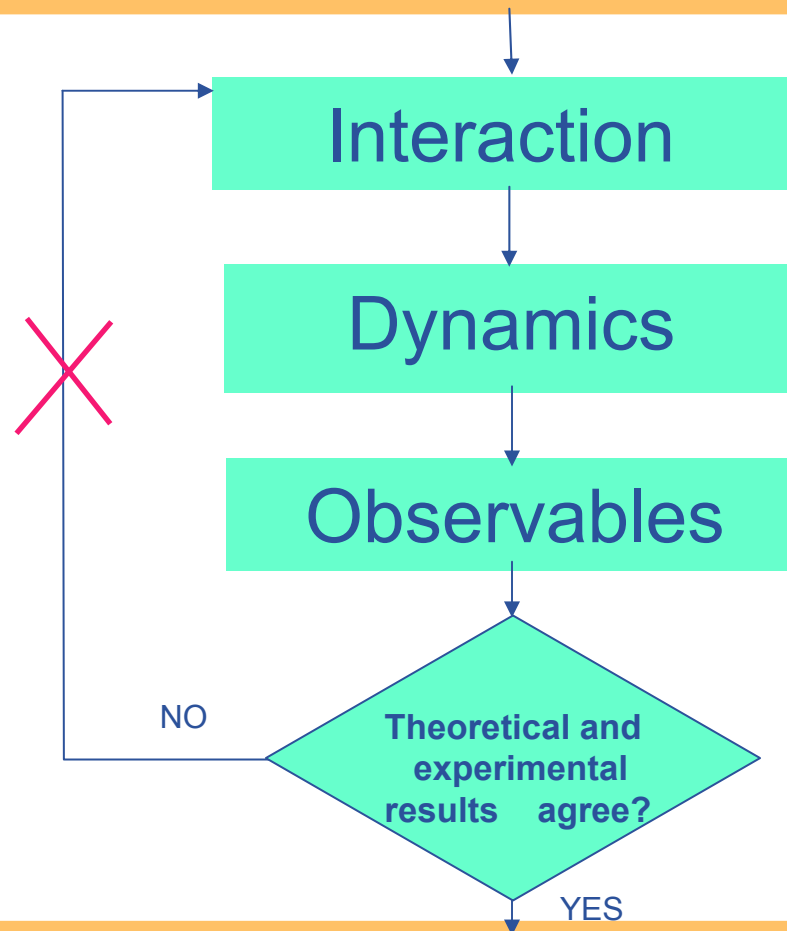 Interaction
Dynamics
Observables
NO
Theoretical and
experimental
results agree?
YES